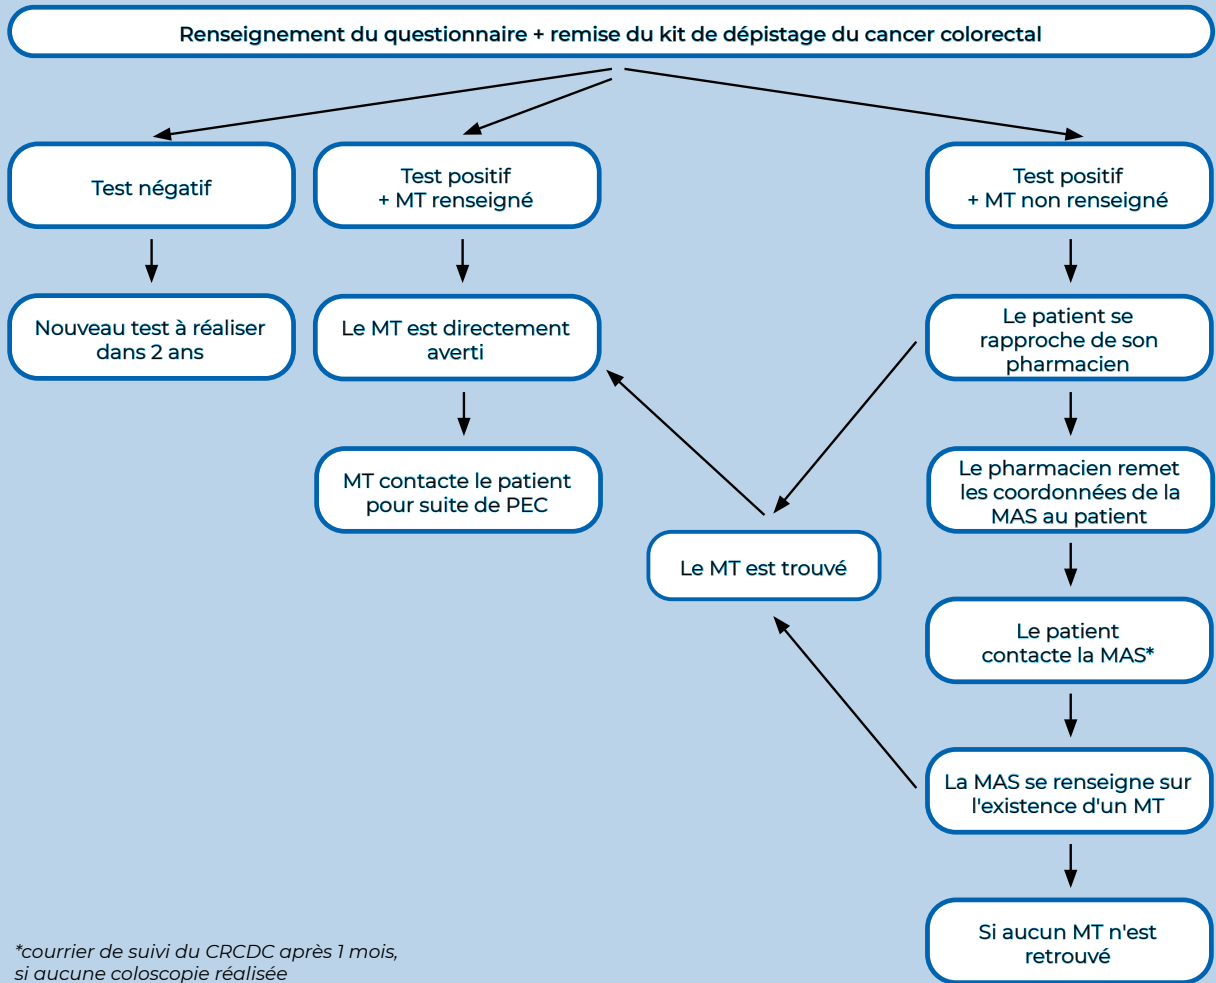 Renseignement du questionnaire + remise du kit de dépistage du cancer colorectal
Test négatif
Test positif
+ MT renseigné
Test positif
+ MT non renseigné
Nouveau test à réaliser
dans 2 ans
Le MT est directement
averti
Le patient se
rapproche de son
pharmacien
MT contacte le patient
pour suite de PEC
Le pharmacien remet
les coordonnées de la
MAS au patient
Le MT est trouvé
Le patient
contacte la MAS*
La MAS se renseigne sur
l'existence d'un MT
Si aucun MT n'est
retrouvé
*courrier de suivi du CRCDC après 1 mois,
si aucune coloscopie réalisée